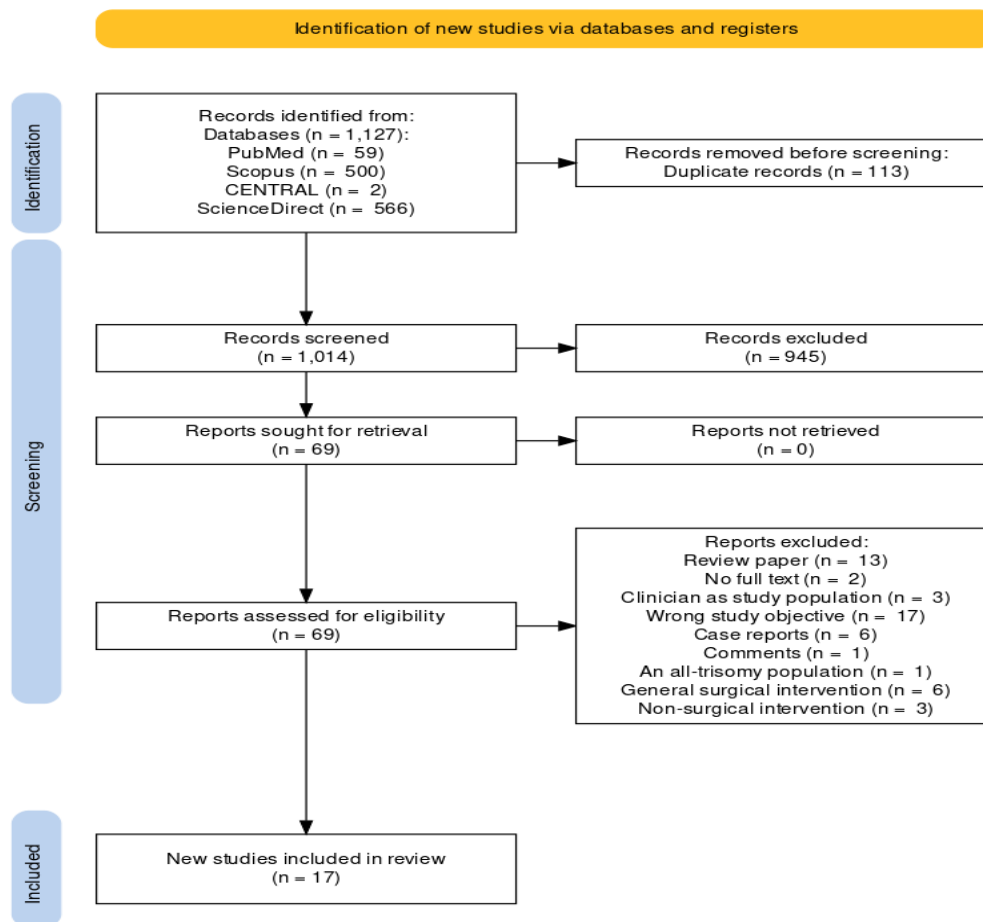 Identification of new studies via databases and registers
Identification
Records identified from:
Databases (n = 1,127):
PubMed (n = 59)
Scopus (n = 500)
CENTRAL (n = 2)
ScienceDirect (n = 566)
Records removed before screening:
Duplicate records (n = 113)
Screening
Records screened
(n = 1,014)
Records excluded
(n = 945)
Reports sought for retrieval
(n = 69)
Reports not retrieved
(n = 0)
Reports assessed for eligibility
(n = 69)
Reports excluded:
Review paper (n = 13)
No full text (n = 2)
Clinician as study population (n = 3)
Wrong study objective (n = 17)
Case reports (n = 6)
Comments (n = 1)
An all-trisomy population (n = 1)
General surgical intervention (n = 6)
Non-surgical intervention (n = 3)
Included
New studies included in review
(n = 17)